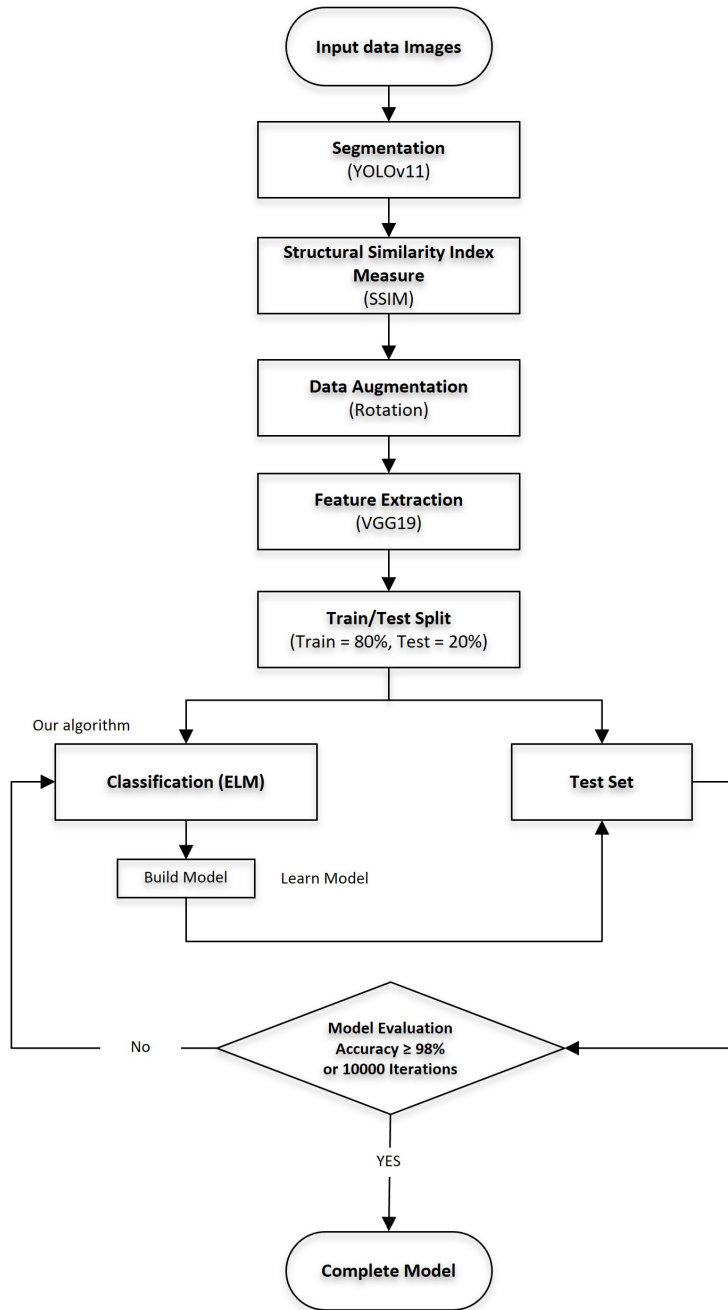 Input data Images
Segmentation
(YOLOv11)
Structural Similarity Index
Measure
(SSIM)
Data Augmentation
(Rotation)
Feature Extraction
(VGG19)
Train/Test Split
(Train = 80%, Test = 20%)
Our algorithm
Classification (ELM)
Test Set
Build Model
Learn Model
No
Model Evaluation
Accuracy ≥ 98%
or 10000 Iterations
YES
Complete Model